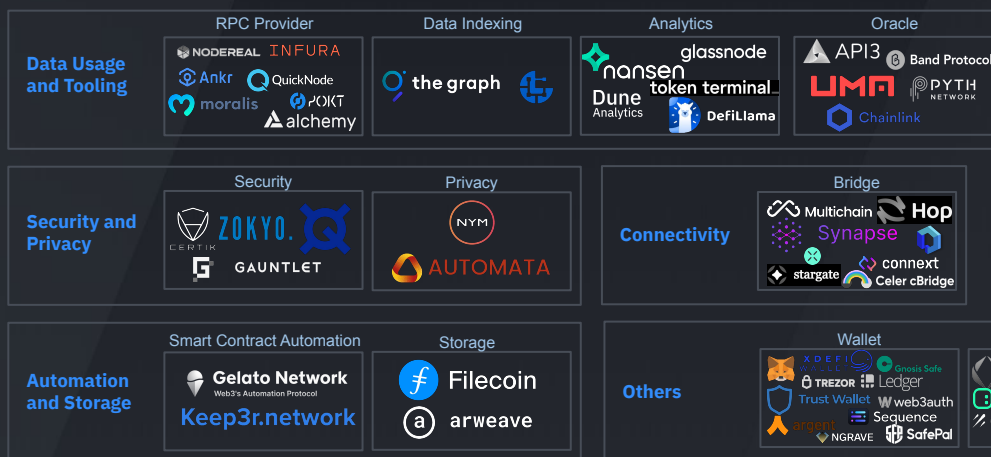 RPC Provider
Data Indexing
Analytics
Oracle
Data Usage
and Tooling
NODEREAL
INFURA
Ankr
QuickNode
moralis
POKT
alchemy
the graph
glassnode
nansen
token terminal_
Dune
Analytics
DefiLlama
API3
Band Protocol
UMA
PYTH
NETWORK
Chainlink
Security and
Privacy
Security
Privacy
CERTIK
ZOKYO.
GAUNTLET
NYM
AUTOMATA
Connectivity
Bridge
Multichain
Hop
Synapse
stargate
connext
Celer cBridge
Automation
and Storage
Smart Contract Automation
Storage
Gelato Network
Web3's Automation Protocol
Keep3r.network
Filecoin
a
arweave
Others
Wallet
XDEFI
WALLET
Gnosis Safe
TREZOR
Ledger
Trust Wallet
web3auth
Sequence
argent
NGRAVE
SafePal